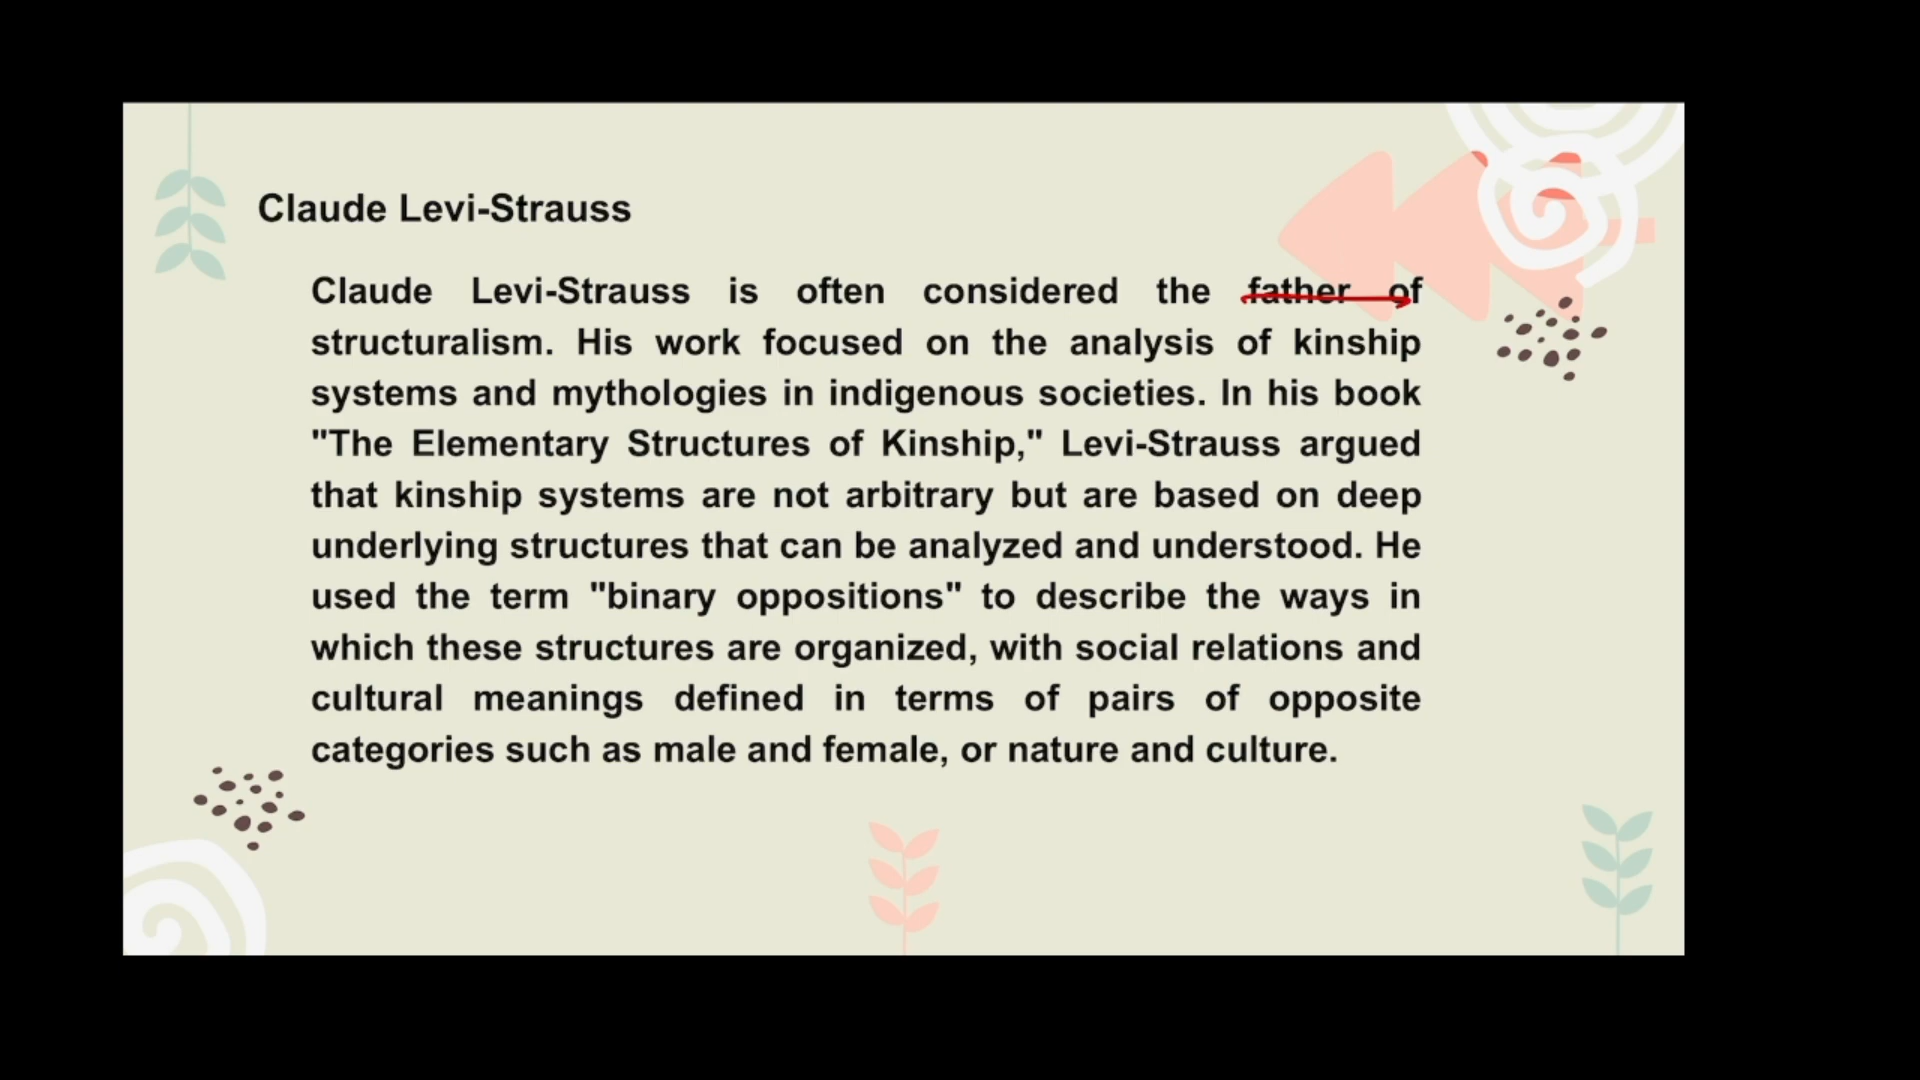 Claude Levi-Strauss
Claude Levi-Strauss is often considered the father of
structuralism. His work focused on the analysis of kinship
systems and mythologies in indigenous societies. In his book
"The Elementary Structures of Kinship," Levi-Strauss argued
that kinship systems are not arbitrary but are based on deep
underlying structures that can be analyzed and understood. He
used the term "binary oppositions" to describe the ways in
which these structures are organized, with social relations and
cultural meanings defined in terms of pairs of opposite
categories such as male and female, or nature and culture.